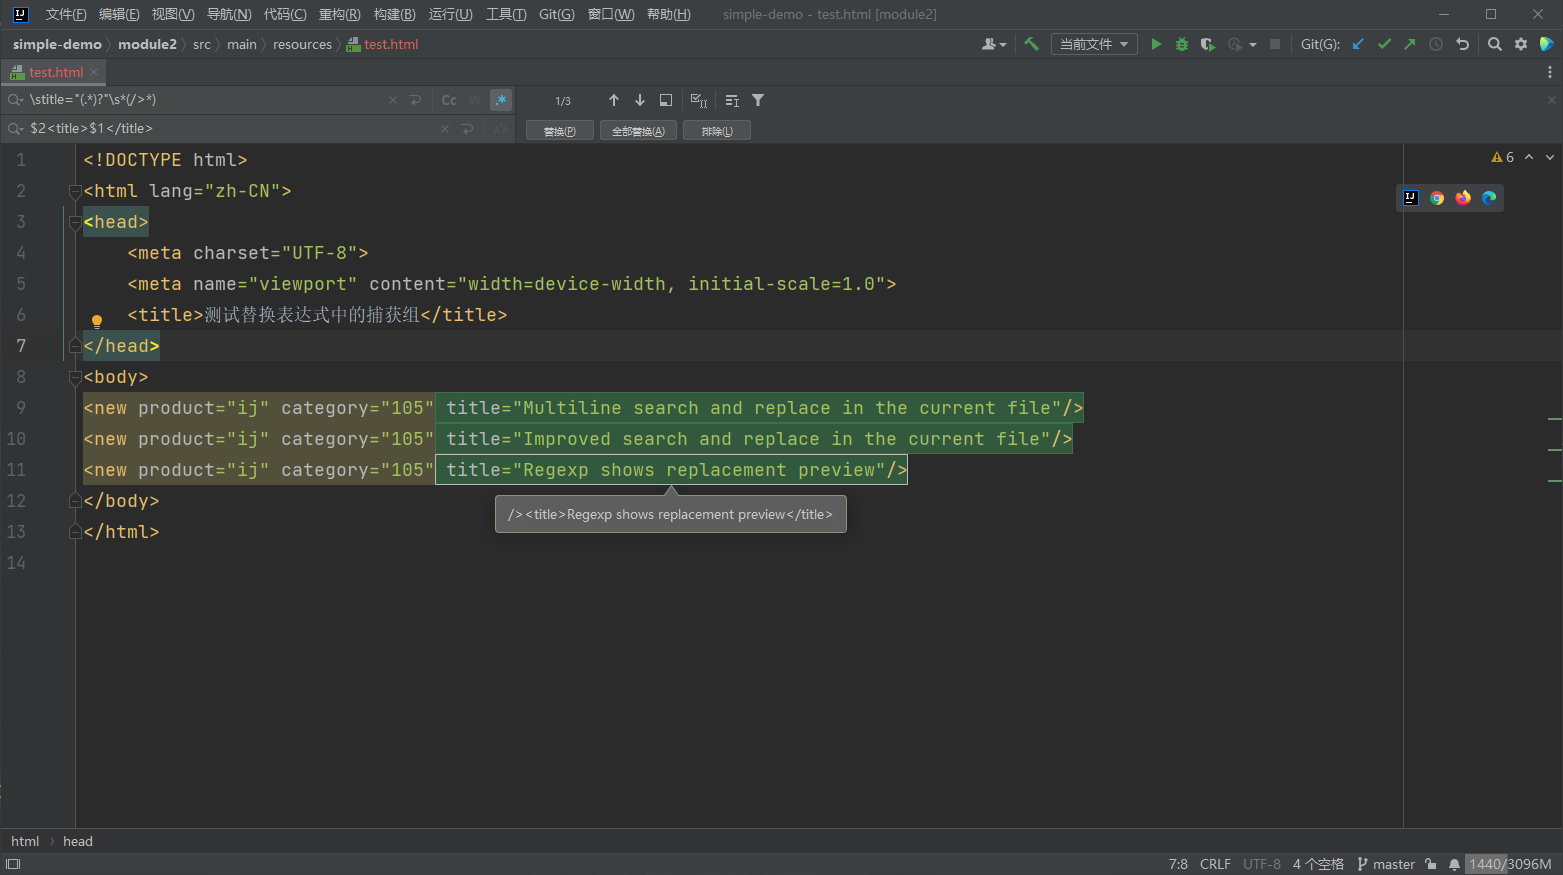 文件(F) 编辑(E) 视图(V) 导航(N) 代码(C) 重构(R) 构建(B) 运行(U) 工具(T) Git(G) 窗口(W) 帮助(H) simple-demo - test.html [module2]
simple-demo module2 src main resources test.html 当前文件 Git(G):
test.html
\stitle="(.*)?"\s*(/>*) Cc W .* 1/3
$2<title>$1</title> 替换(P) 全部替换(A) 排除(L)
1 <!DOCTYPE html> 6
2 <html lang="zh-CN">
3 <head>
4 <meta charset="UTF-8">
5 <meta name="viewport" content="width=device-width, initial-scale=1.0">
6 <title>测试替换表达式中的捕获组</title>
7 </head>
8 <body>
9 <new product="ij" category="105" title="Multiline search and replace in the current file"/>
10 <new product="ij" category="105" title="Improved search and replace in the current file"/>
11 <new product="ij" category="105" title="Regexp shows replacement preview"/>
12 </body>
/><title>Regexp shows replacement preview</title>
13 </html>
14
html head
7:8 CRLF UTF-8 4 个空格 master 1440/3096M